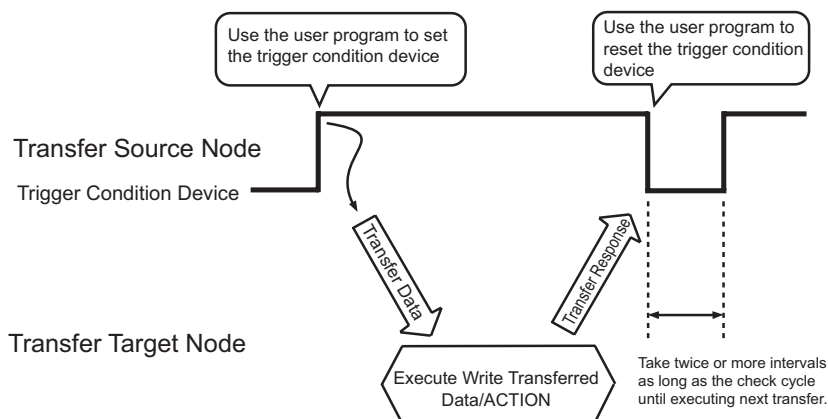 Use the user program to set
the trigger condition device
Use the user program to
reset the trigger condition
device
Transfer Source Node
Trigger Condition Device
Transfer Data
Transfer Response
Transfer Target Node
Execute Write Transferred
Data/ACTION
Take twice or more intervals
as long as the check cycle
until executing next transfer.